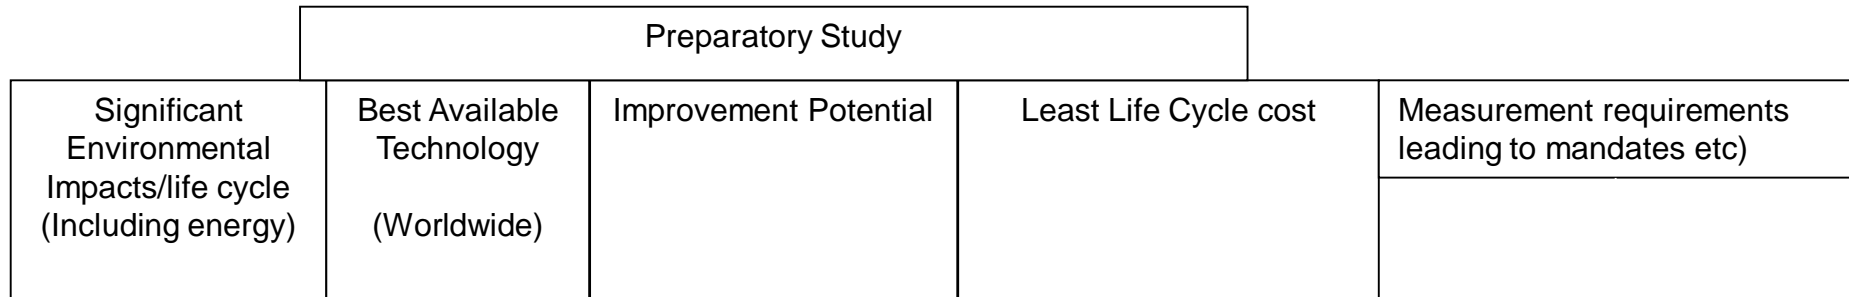 Preparatory Study
Significant
Environmental
Impacts/life cycle
(Including energy)
Best Available
Technology
(Worldwide)
Improvement Potential
Least Life Cycle cost
Measurement requirements
leading to mandates etc)